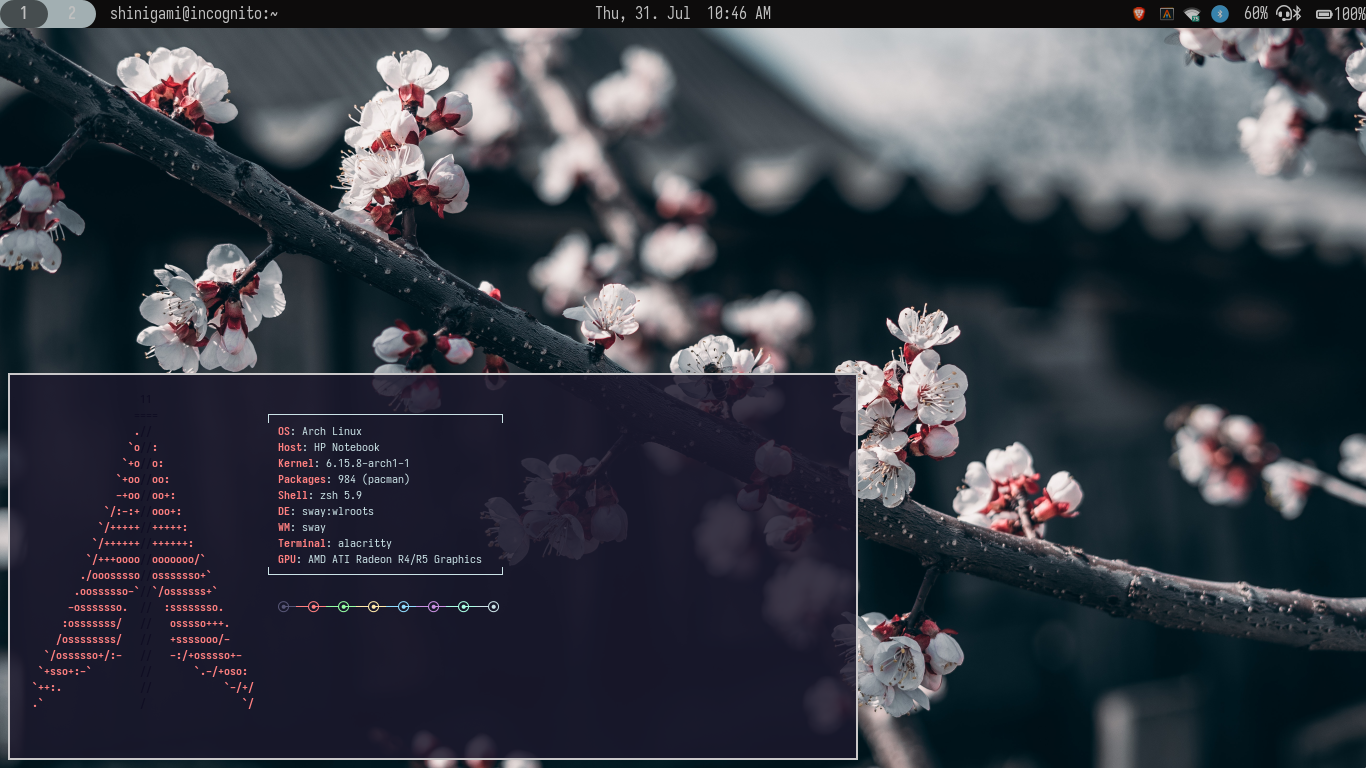 1 2 shinigami@incognito:~ Thu, 31. Jul 10:46 AM 60% 100%
OS: Arch Linux
Host: HP Notebook
Kernel: 6.15.8-arch1-1
Packages: 984 (pacman)
Shell: zsh 5.9
DE: sway:wlroots
WM: sway
Terminal: alacritty
GPU: AMD ATI Radeon R4/R5 Graphics